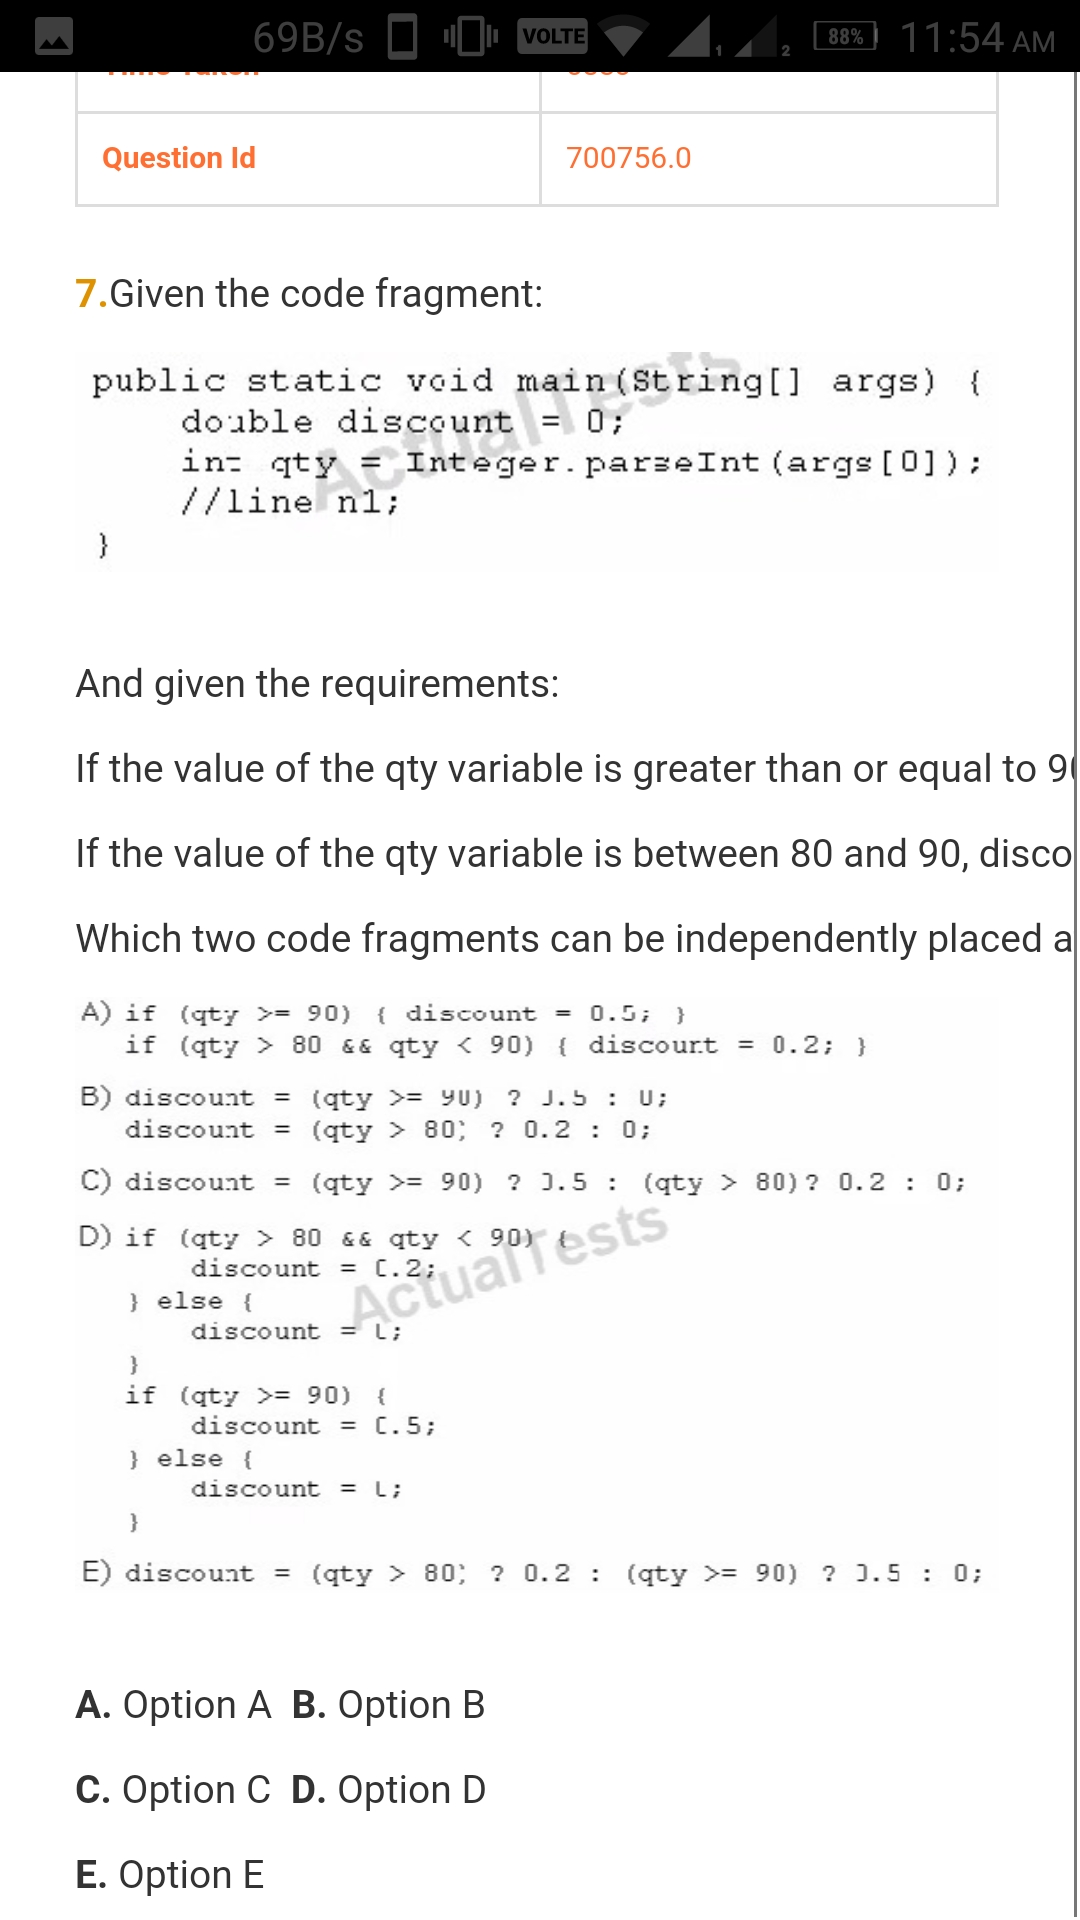 69B/s VOLTE 1 2 88% 11:54 AM
Question Id 700756.0
7.Given the code fragment:
public static void main(String[] args) {
double discount = 0;
int qty = Integer.parseInt(args[0]);
//line n1;
}
ActualTests
And given the requirements:
If the value of the qty variable is greater than or equal to 90
If the value of the qty variable is between 80 and 90, disco
Which two code fragments can be independently placed a
A) if (qty >= 90) { discount = 0.5; }
if (qty > 80 && qty < 90) { discount = 0.2; }
B) discount = (qty >= 90) ? 0.5 : 0;
discount = (qty > 80) ? 0.2 : 0;
C) discount = (qty >= 90) ? 0.5 : (qty > 80)? 0.2 : 0;
D) if (qty > 80 && qty < 90) {
discount = 0.2;
} else {
discount = 0;
}
if (qty >= 90) {
discount = 0.5;
} else {
discount = 0;
}
ActualTests
E) discount = (qty > 80) ? 0.2 : (qty >= 90) ? 0.5 : 0;
A. Option A B. Option B
C. Option C D. Option D
E. Option E